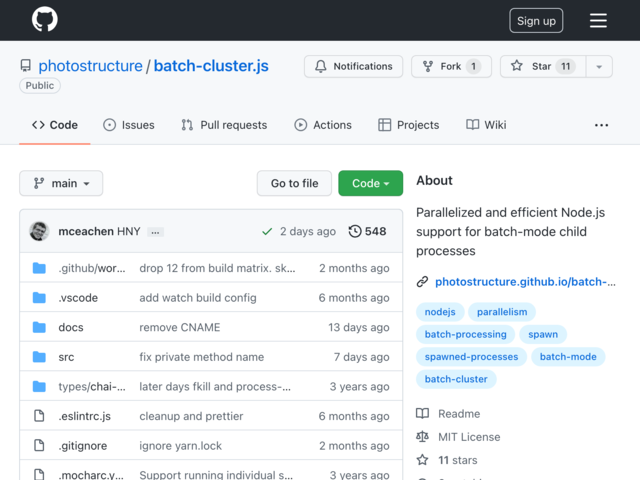 Sign up
photostructure / batch-cluster.js
Public
Notifications
Fork 1
Star 11
Code
Issues
Pull requests
Actions
Projects
Wiki
main
Go to file
Code
mceachen HNY
2 days ago
548
.github/wor... drop 12 from build matrix. sk... 2 months ago
.vscode add watch build config 6 months ago
docs remove CNAME 13 days ago
src fix private method name 7 days ago
types/chai-... later days fkill and process-... 3 years ago
.eslintrc.js cleanup and prettier 6 months ago
.gitignore ignore yarn.lock 2 months ago
.mocharc.y... Support running individual s... 3 years ago
About
Parallelized and efficient Node.js
support for batch-mode child
processes
photostructure.github.io/batch-...
nodejs parallelism
batch-processing spawn
spawned-processes batch-mode
batch-cluster
Readme
MIT License
11 stars